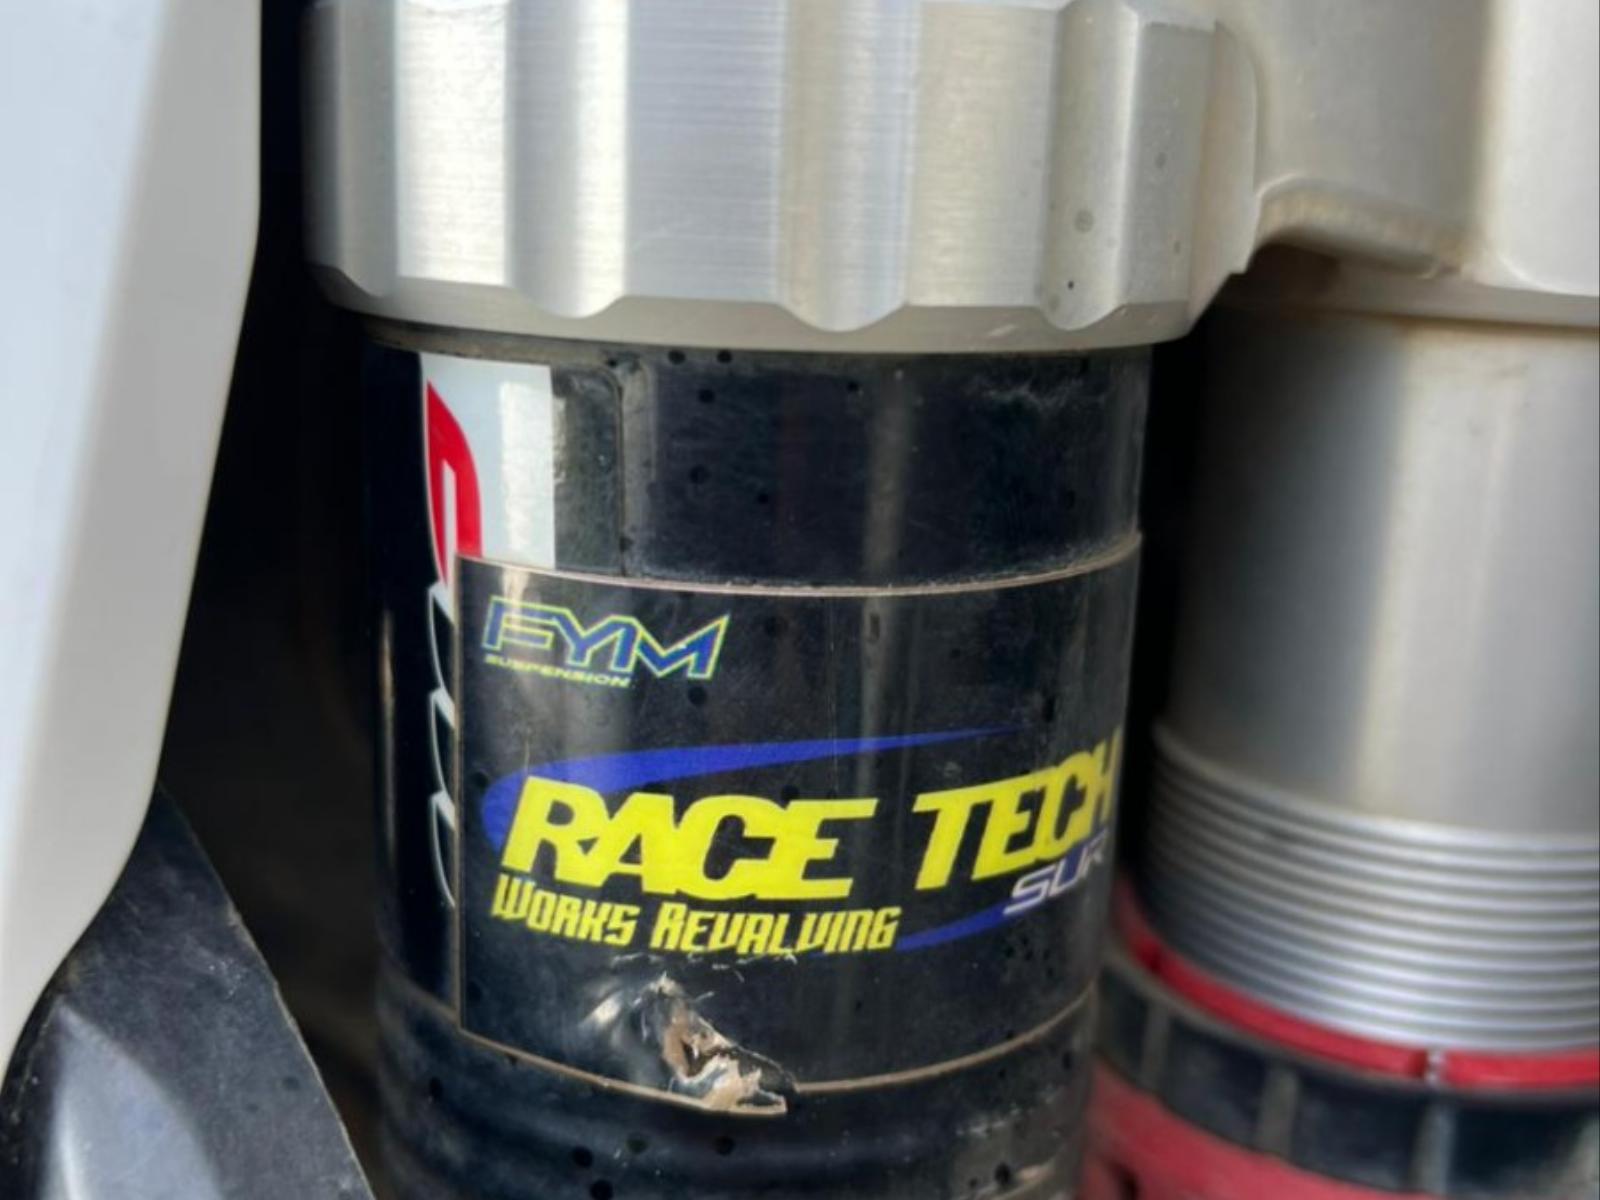 FYM
SUSPENSION
RACE TECH
WORKS REVALVING